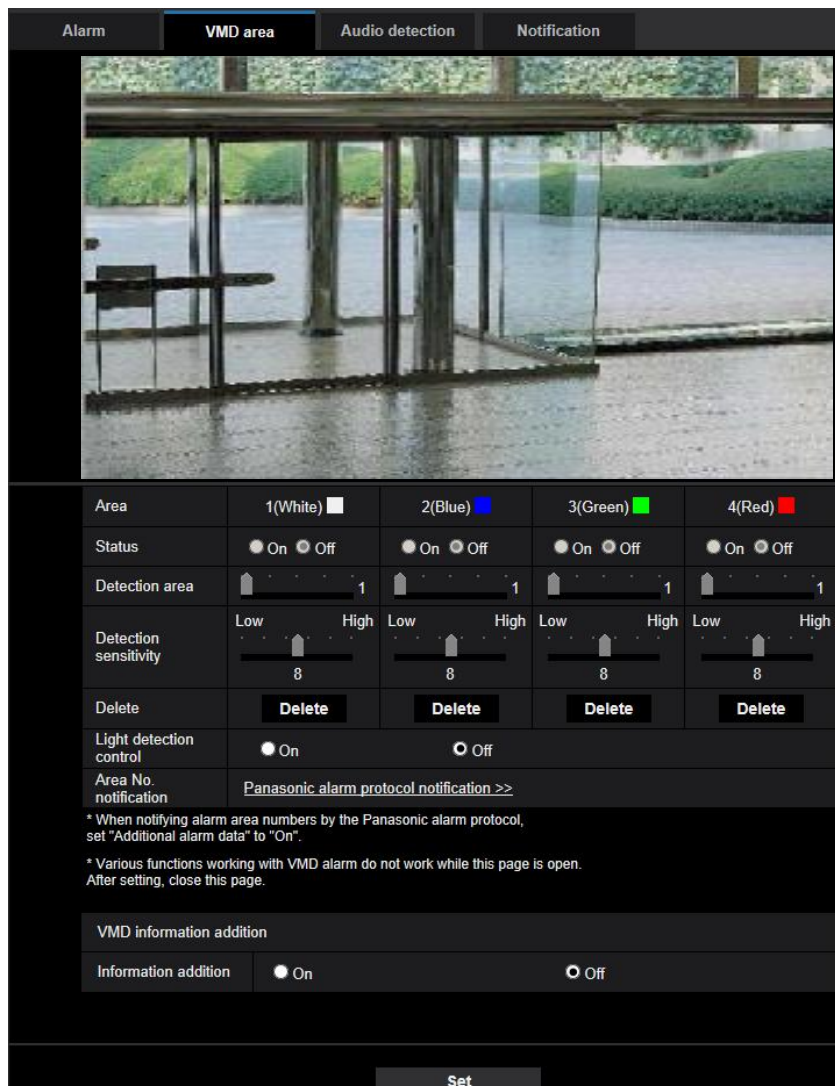 Alarm VMD area Audio detection Notification
Area 1(White) 2(Blue) 3(Green) 4(Red)
Status On Off On Off On Off On Off
Detection area 1 1 1 1
Detection sensitivity Low High Low High Low High Low High
8 8 8 8
Delete Delete Delete Delete Delete
Light detection control On Off
Area No. notification Panasonic alarm protocol notification >>
* When notifying alarm area numbers by the Panasonic alarm protocol,
set "Additional alarm data" to "On".
* Various functions working with VMD alarm do not work while this page is open.
After setting, close this page.
VMD information addition
Information addition On Off
Set